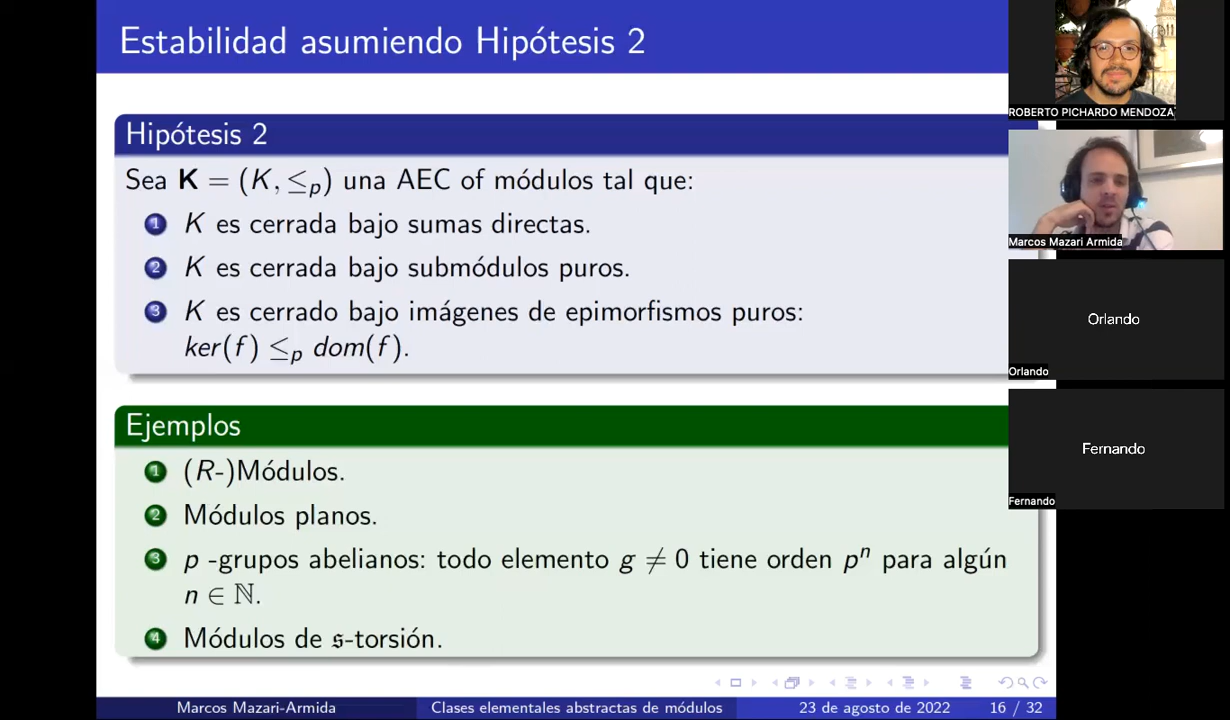 Estabilidad asumiendo Hipótesis 2
Hipótesis 2
Sea K = (K, ≤p) una AEC of módulos tal que:
1 K es cerrada bajo sumas directas.
2 K es cerrada bajo submódulos puros.
3 K es cerrado bajo imágenes de epimorfismos puros:
ker(f) ≤p dom(f).
Ejemplos
1 (R-)Módulos.
2 Módulos planos.
3 p -grupos abelianos: todo elemento g ≠ 0 tiene orden pⁿ para algún
n ∈ ℕ.
4 Módulos de 𝔰-torsión.
Marcos Mazari-Armida Clases elementales abstractas de módulos 23 de agosto de 2022 16 / 32
ROBERTO PICHARDO MENDOZA
Marcos Mazari Armida
Orlando
Orlando
Fernando
Fernando